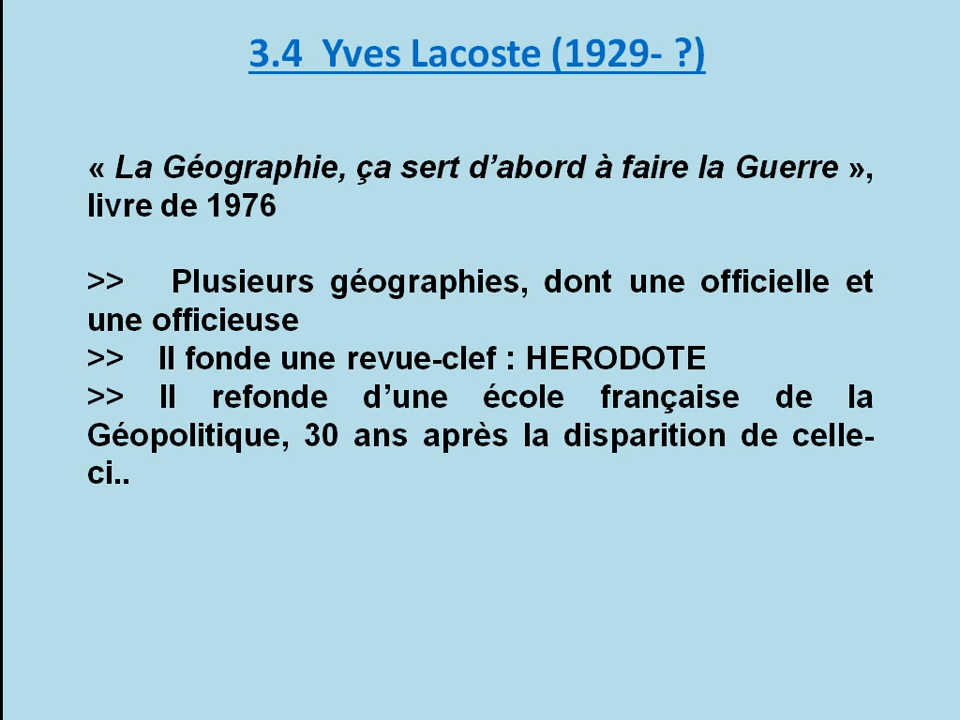 3.4 Yves Lacoste (1929- ?)
« La Géographie, ça sert d’abord à faire la Guerre »,
livre de 1976
>> Plusieurs géographies, dont une officielle et
une officieuse
>> Il fonde une revue-clef : HERODOTE
>> Il refonde d’une école française de la
Géopolitique, 30 ans après la disparition de celle-
ci..